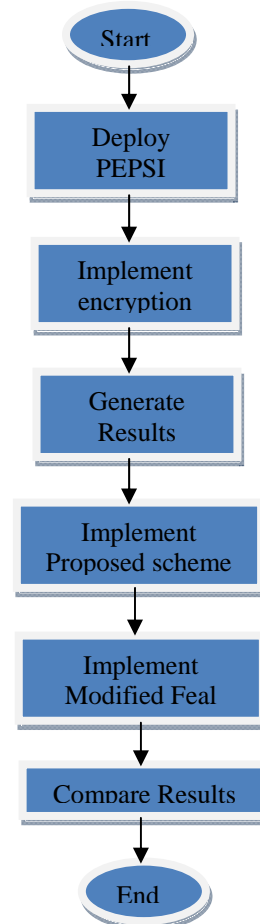 Start
Deploy
PEPSI
Implement
encryption
Generate
Results
Implement
Proposed scheme
Implement
Modified Feal
Compare Results
End